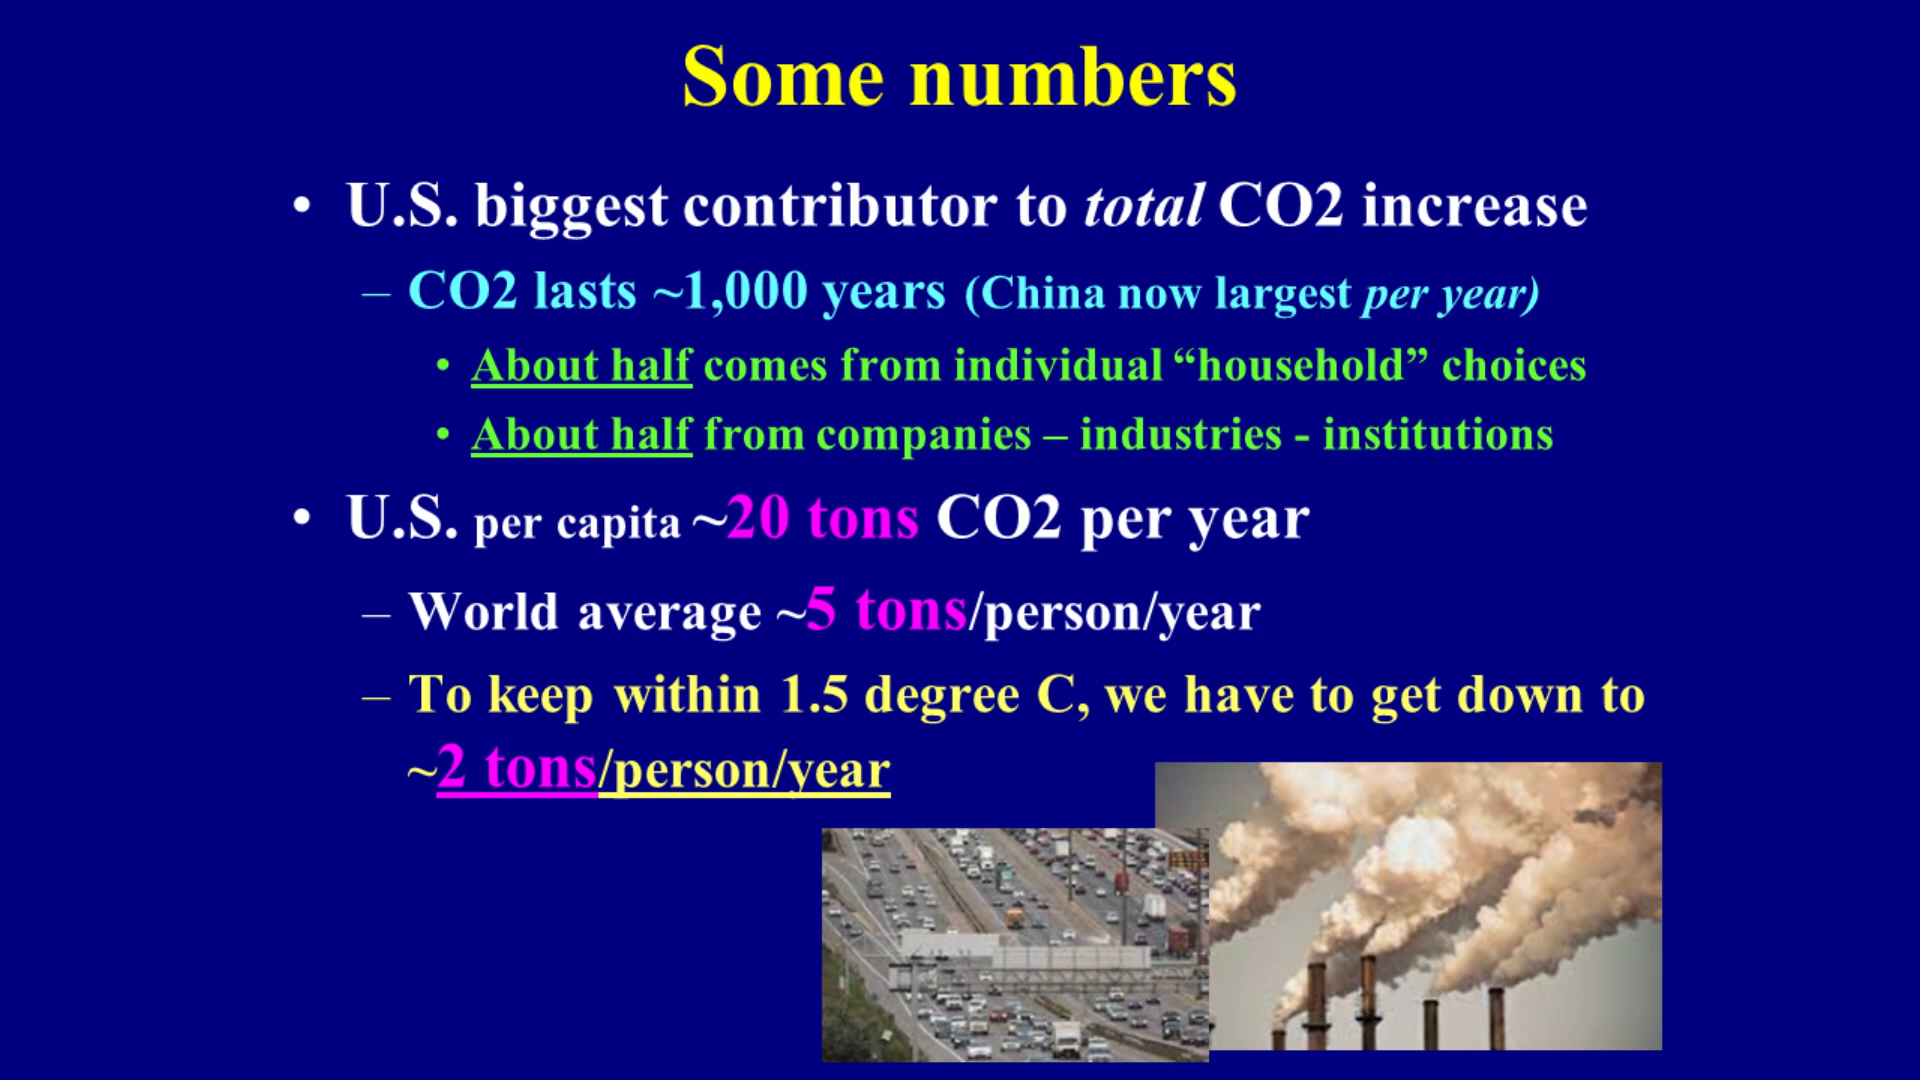 Some numbers
• U.S. biggest contributor to total CO2 increase
– CO2 lasts ~1,000 years (China now largest per year)
• About half comes from individual “household” choices
• About half from companies – industries - institutions
• U.S. per capita ~20 tons CO2 per year
– World average ~5 tons/person/year
– To keep within 1.5 degree C, we have to get down to
~2 tons/person/year